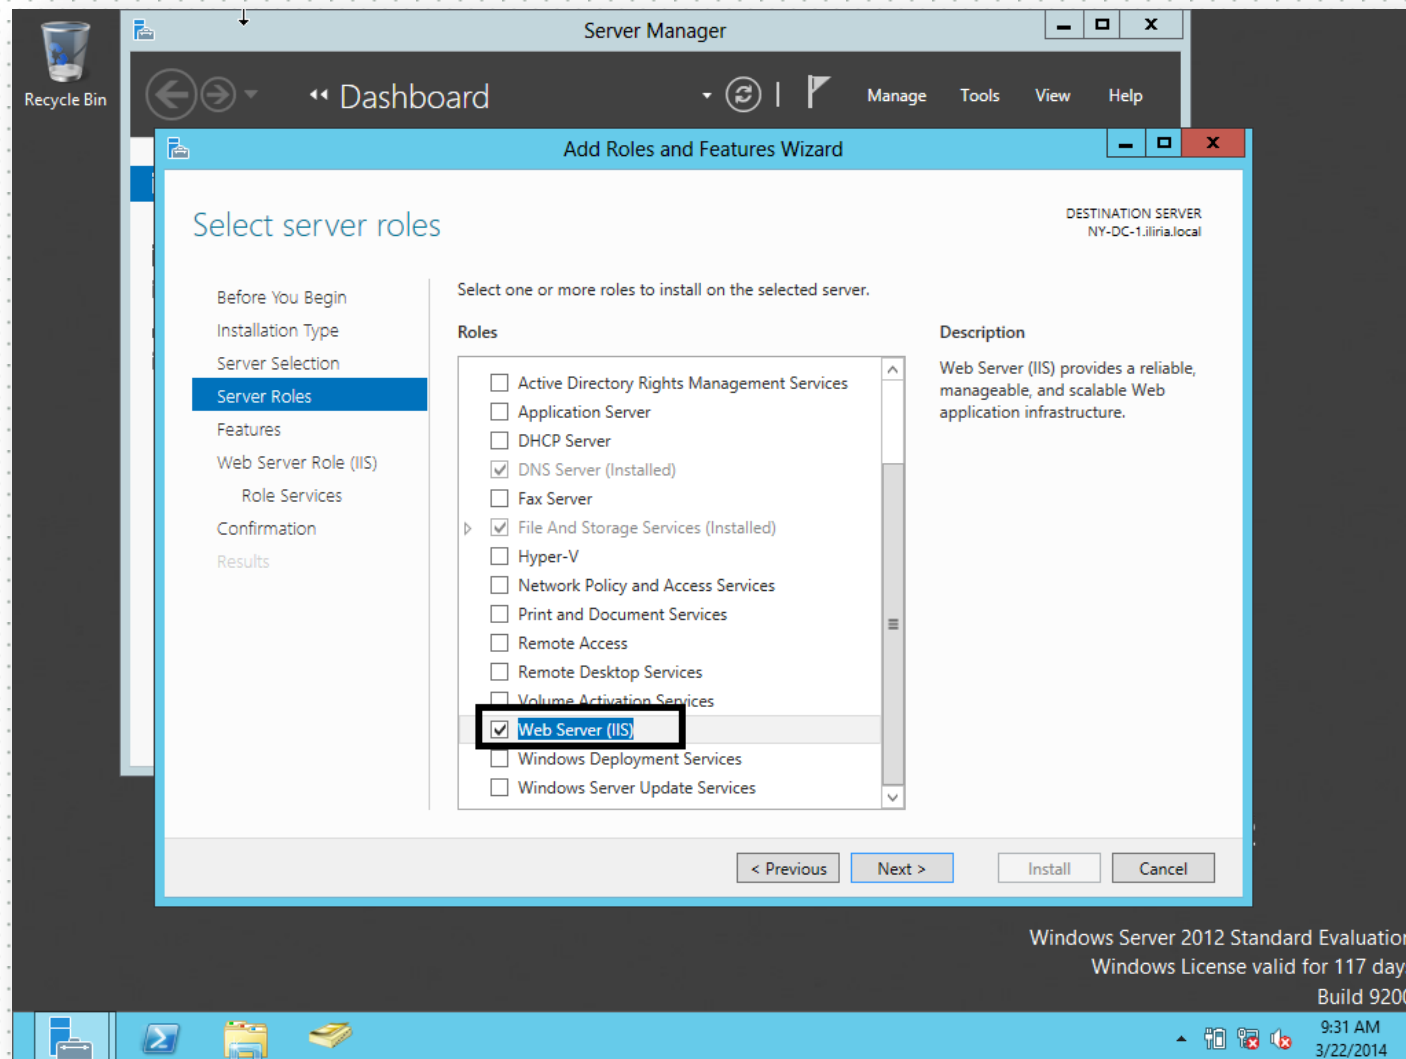 Recycle Bin
Server Manager
Dashboard
Manage
Tools
View
Help
Add Roles and Features Wizard
Select server roles
DESTINATION SERVER
NY-DC-1.iliria.local
Before You Begin
Installation Type
Server Selection
Server Roles
Features
Web Server Role (IIS)
Role Services
Confirmation
Results
Select one or more roles to install on the selected server.
Roles
Active Directory Rights Management Services
Application Server
DHCP Server
DNS Server (Installed)
Fax Server
File And Storage Services (Installed)
Hyper-V
Network Policy and Access Services
Print and Document Services
Remote Access
Remote Desktop Services
Volume Activation Services
Web Server (IIS)
Windows Deployment Services
Windows Server Update Services
Description
Web Server (IIS) provides a reliable,
manageable, and scalable Web
application infrastructure.
< Previous
Next >
Install
Cancel
Windows Server 2012 Standard Evaluation
Windows License valid for 117 day
Build 9200
9:31 AM
3/22/2014